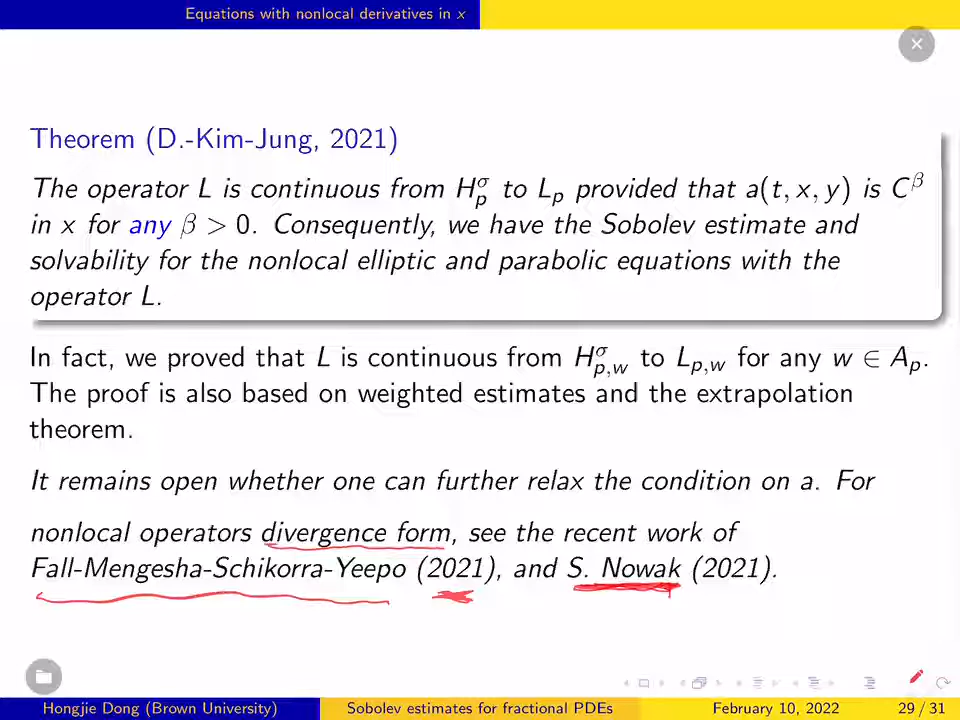 Equations with nonlocal derivatives in x
Theorem (D.-Kim-Jung, 2021)
The operator L is continuous from H_p^σ to L_p provided that a(t, x, y) is C^β
in x for any β > 0. Consequently, we have the Sobolev estimate and
solvability for the nonlocal elliptic and parabolic equations with the
operator L.
In fact, we proved that L is continuous from H_{p,w}^σ to L_{p,w} for any w ∈ A_p.
The proof is also based on weighted estimates and the extrapolation
theorem.
It remains open whether one can further relax the condition on a. For
nonlocal operators divergence form, see the recent work of
Fall-Mengesha-Schikorra-Yeepo (2021), and S. Nowak (2021).
Hongjie Dong (Brown University) Sobolev estimates for fractional PDEs February 10, 2022 29 / 31